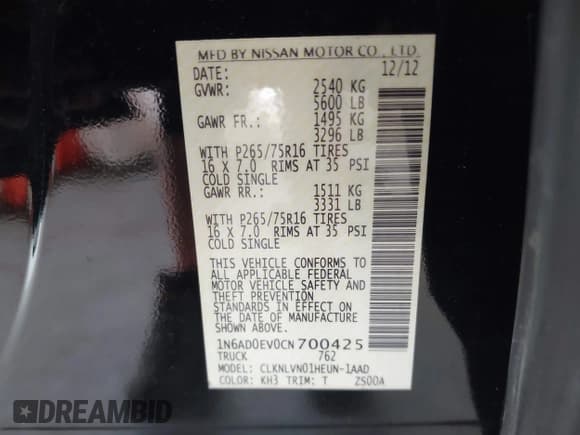 MFD BY NISSAN MOTOR CO., LTD.
DATE: 12/12
GVWR: 2540 KG
5600 LB
GAWR FR.: 1495 KG
3296 LB
WITH P265/75R16 TIRES
16 X 7.0 RIMS AT 35 PSI
COLD SINGLE
GAWR RR.: 1511 KG
3331 LB
WITH P265/75R16 TIRES
16 X 7.0 RIMS AT 35 PSI
COLD SINGLE
THIS VEHICLE CONFORMS TO
ALL APPLICABLE FEDERAL
MOTOR VEHICLE SAFETY AND
THEFT PREVENTION
STANDARDS IN EFFECT ON
THE DATE OF MANUFACTURE
SHOWN ABOVE.
1N6AD0EV0CN700425
TRUCK 762
MODEL: CLKNLVN01HEUN-1AAD
COLOR: KH3 TRIM: T ZS00A
DREAMBID